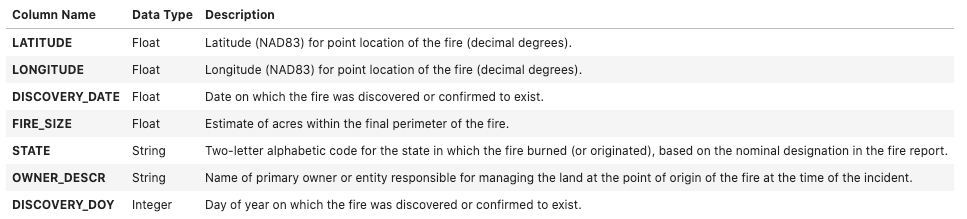 Column Name Data Type Description
LATITUDE Float Latitude (NAD83) for point location of the fire (decimal degrees).
LONGITUDE Float Longitude (NAD83) for point location of the fire (decimal degrees).
DISCOVERY_DATE Float Date on which the fire was discovered or confirmed to exist.
FIRE_SIZE Float Estimate of acres within the final perimeter of the fire.
STATE String Two-letter alphabetic code for the state in which the fire burned (or originated), based on the nominal designation in the fire report.
OWNER_DESCR String Name of primary owner or entity responsible for managing the land at the point of origin of the fire at the time of the incident.
DISCOVERY_DOY Integer Day of year on which the fire was discovered or confirmed to exist.